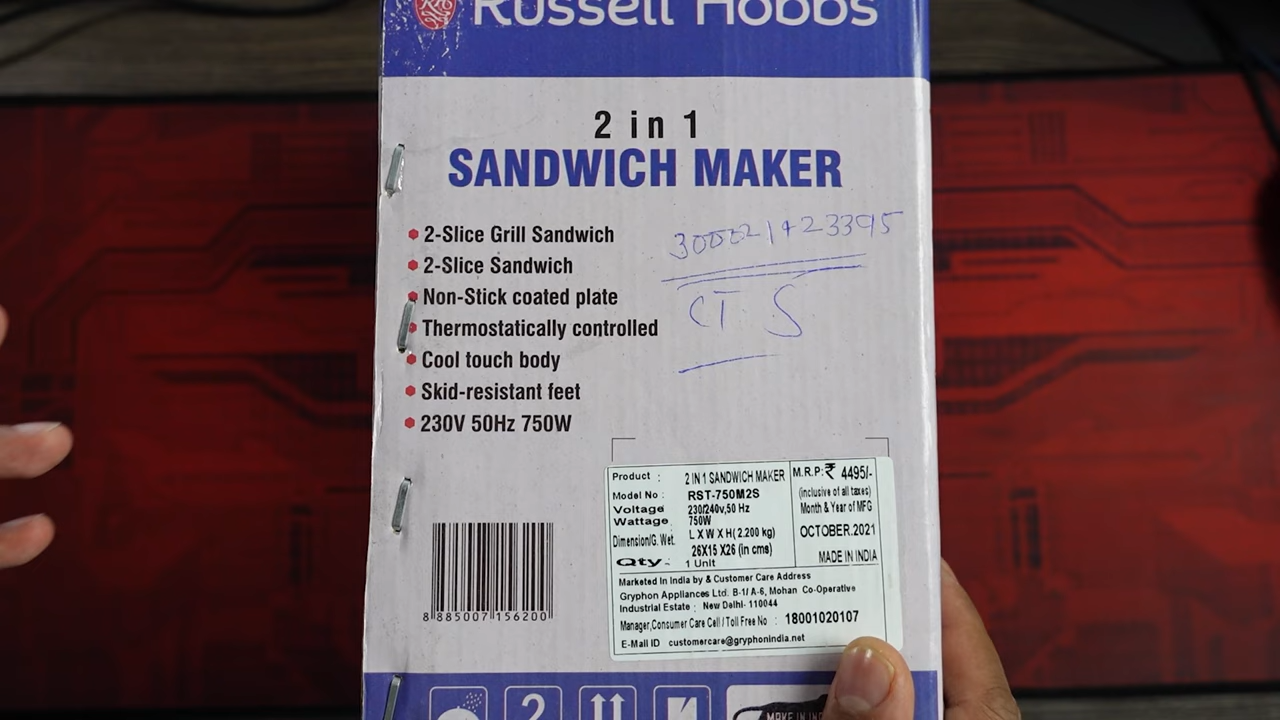 Russell Hobbs
2 in 1
SANDWICH MAKER
2-Slice Grill Sandwich
2-Slice Sandwich
Non-Stick coated plate
Thermostatically controlled
Cool touch body
Skid-resistant feet
230V 50Hz 750W
CT S
Product : 2 IN 1 SANDWICH MAKER
Model No : RST-750M2S
Voltage 230/240v,50 Hz
Wattage 750W
Dimension/G. Wet. L X W X H(2.200 kg)
26X15 X26 (in cms)
Qty : 1 Unit
M.R.P: ₹ 4495/-
(inclusive of all taxes)
Month & Year of MFG
OCTOBER.2021
MADE IN INDIA
Marketed In India by & Customer Care Address
Gryphon Appliances Ltd. B-1/ A-6, Mohan Co-Operative
Industrial Estate : New Delhi- 110044
Manager,Consumer Care Cell / Toll Free No : 18001020107
E-Mail ID customercare@gryphonindia.net
8 885007 156200
2
MAKE IN